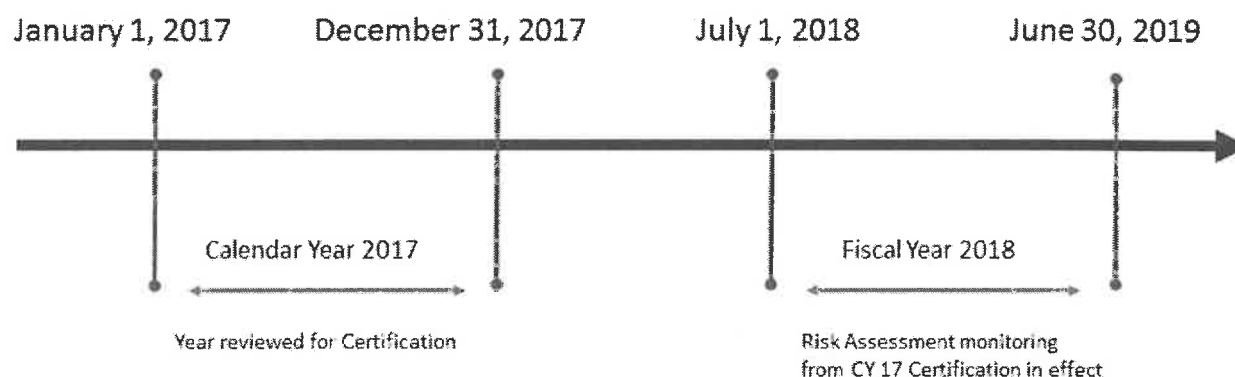 January 1, 2017 December 31, 2017 July 1, 2018 June 30, 2019
Calendar Year 2017 Fiscal Year 2018
Year reviewed for Certification Risk Assessment monitoring
from CY 17 Certification in effect